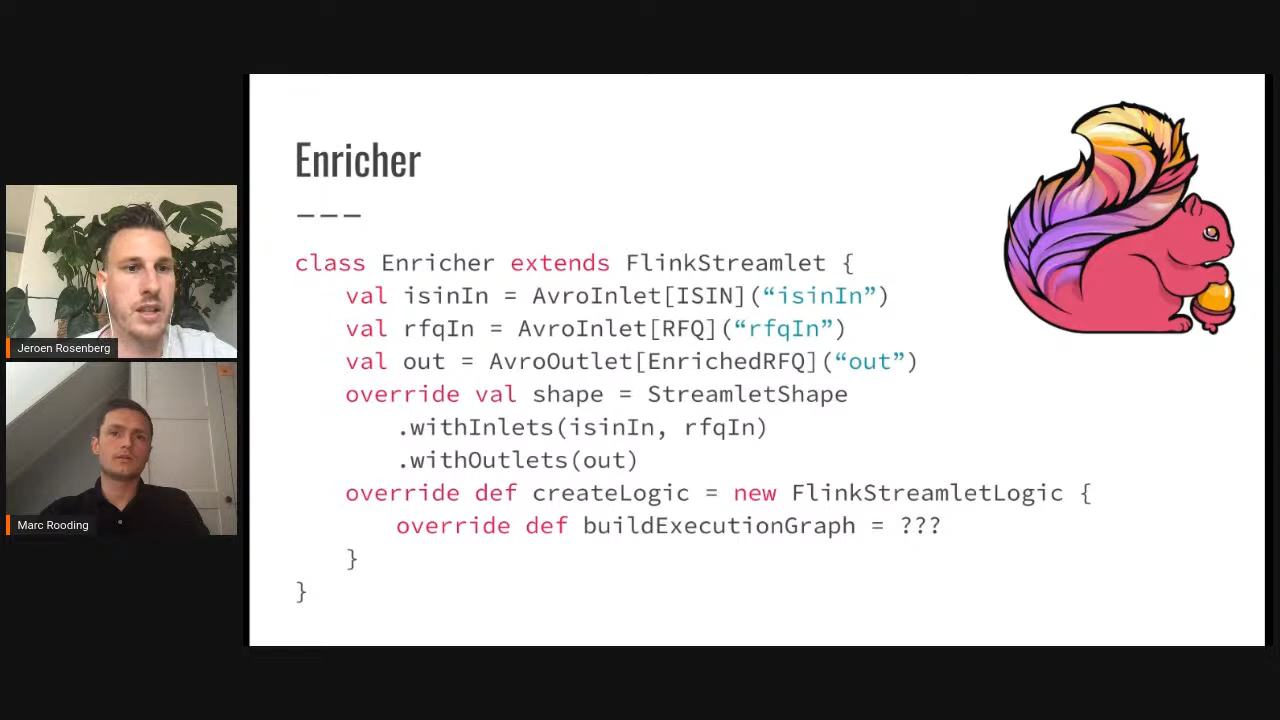 Enricher
———
class Enricher extends FlinkStreamlet {
val isinIn = AvroInlet[ISIN](“isinIn”)
val rfqIn = AvroInlet[RFQ](“rfqIn”)
val out = AvroOutlet[EnrichedRFQ](“out”)
override val shape = StreamletShape
.withInlets(isinIn, rfqIn)
.withOutlets(out)
override def createLogic = new FlinkStreamletLogic {
override def buildExecutionGraph = ???
}
}
Jeroen Rosenberg
Marc Rooding